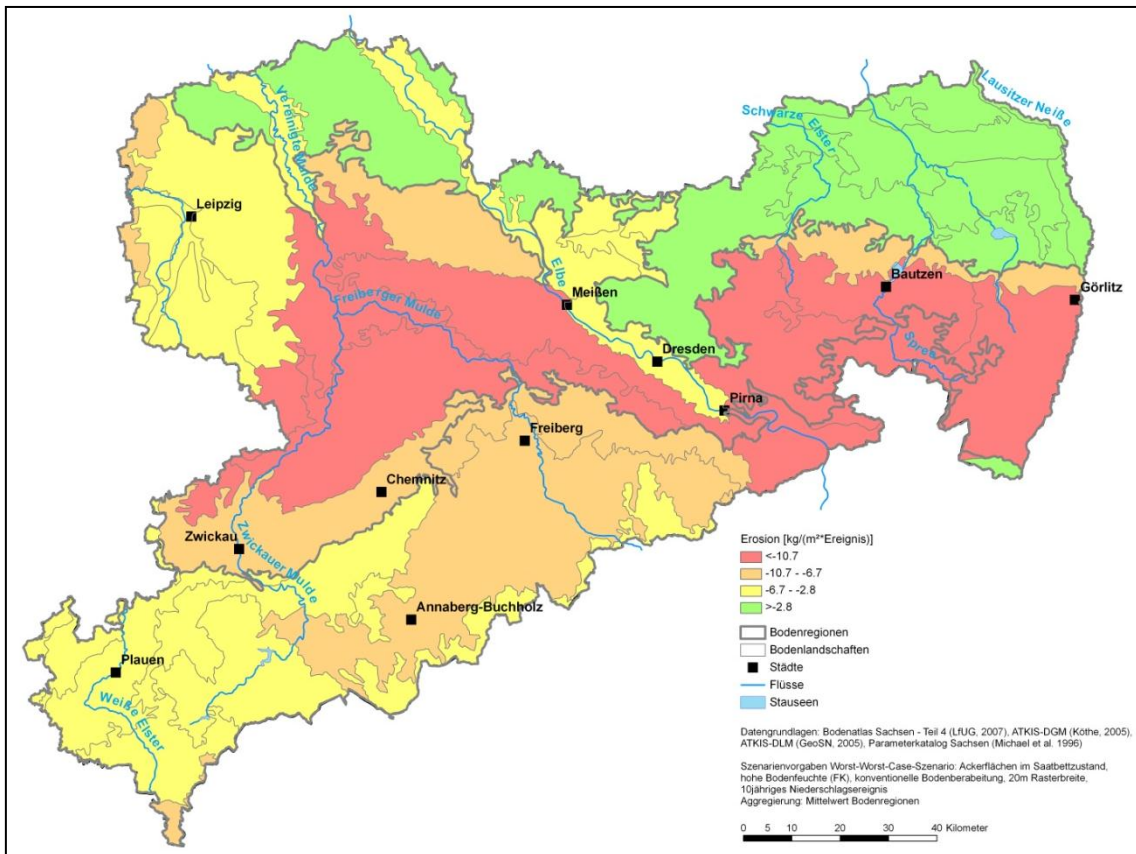 Lausitzer Neiße
Schwarze Elster
Vereinigte Mulde
Leipzig
Elbe
Bautzen
Görlitz
Meißen
Freiberger Mulde
Spree
Dresden
Pirna
Freiberg
Chemnitz
Zwickau
Zwickauer Mulde
Annaberg-Buchholz
Plauen
Weiße Elster
Erosion [kg/(m²*Ereignis)]
<-10.7
-10.7 - -6.7
-6.7 - -2.8
>-2.8
Bodenregionen
Bodenlandschaften
Städte
Flüsse
Stauseen
Datengrundlagen: Bodenatlas Sachsen - Teil 4 (LfUG, 2007), ATKIS-DGM (Köthe, 2005),
ATKIS-DLM (GeoSN, 2005), Parameterkatalog Sachsen (Michael et al. 1996)
Szenarienvorgaben Worst-Worst-Case-Szenario: Ackerflächen im Saatbettzustand,
hohe Bodenfeuchte (FK), konventionelle Bodenberabeitung, 20m Rasterbreite,
10jähriges Niederschlagsereignis
Aggregierung: Mittelwert Bodenregionen
0 5 10 20 30 40 Kilometer